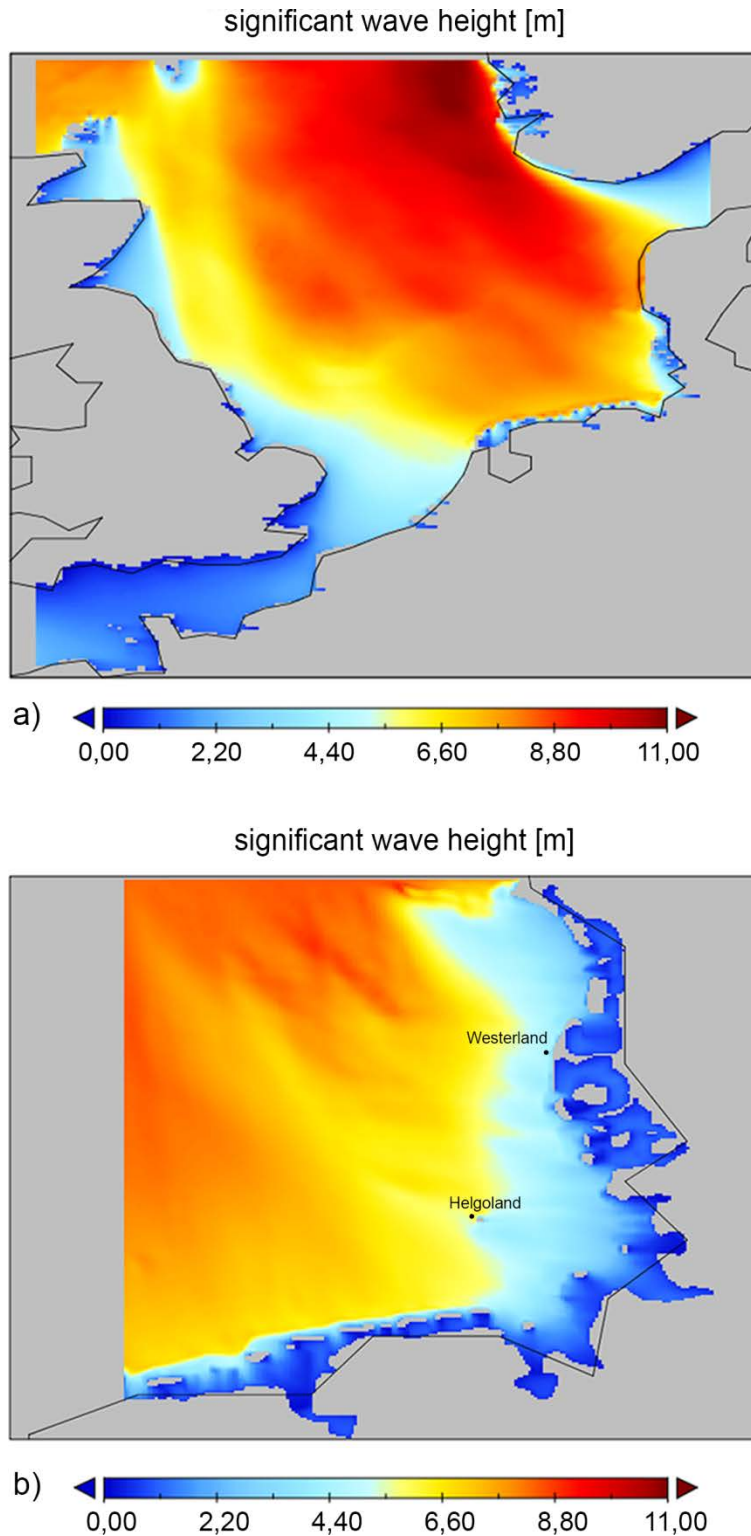 significant wave height [m]
a)
0,00 2,20 4,40 6,60 8,80 11,00
significant wave height [m]
Westerland
Helgoland
b)
0,00 2,20 4,40 6,60 8,80 11,00